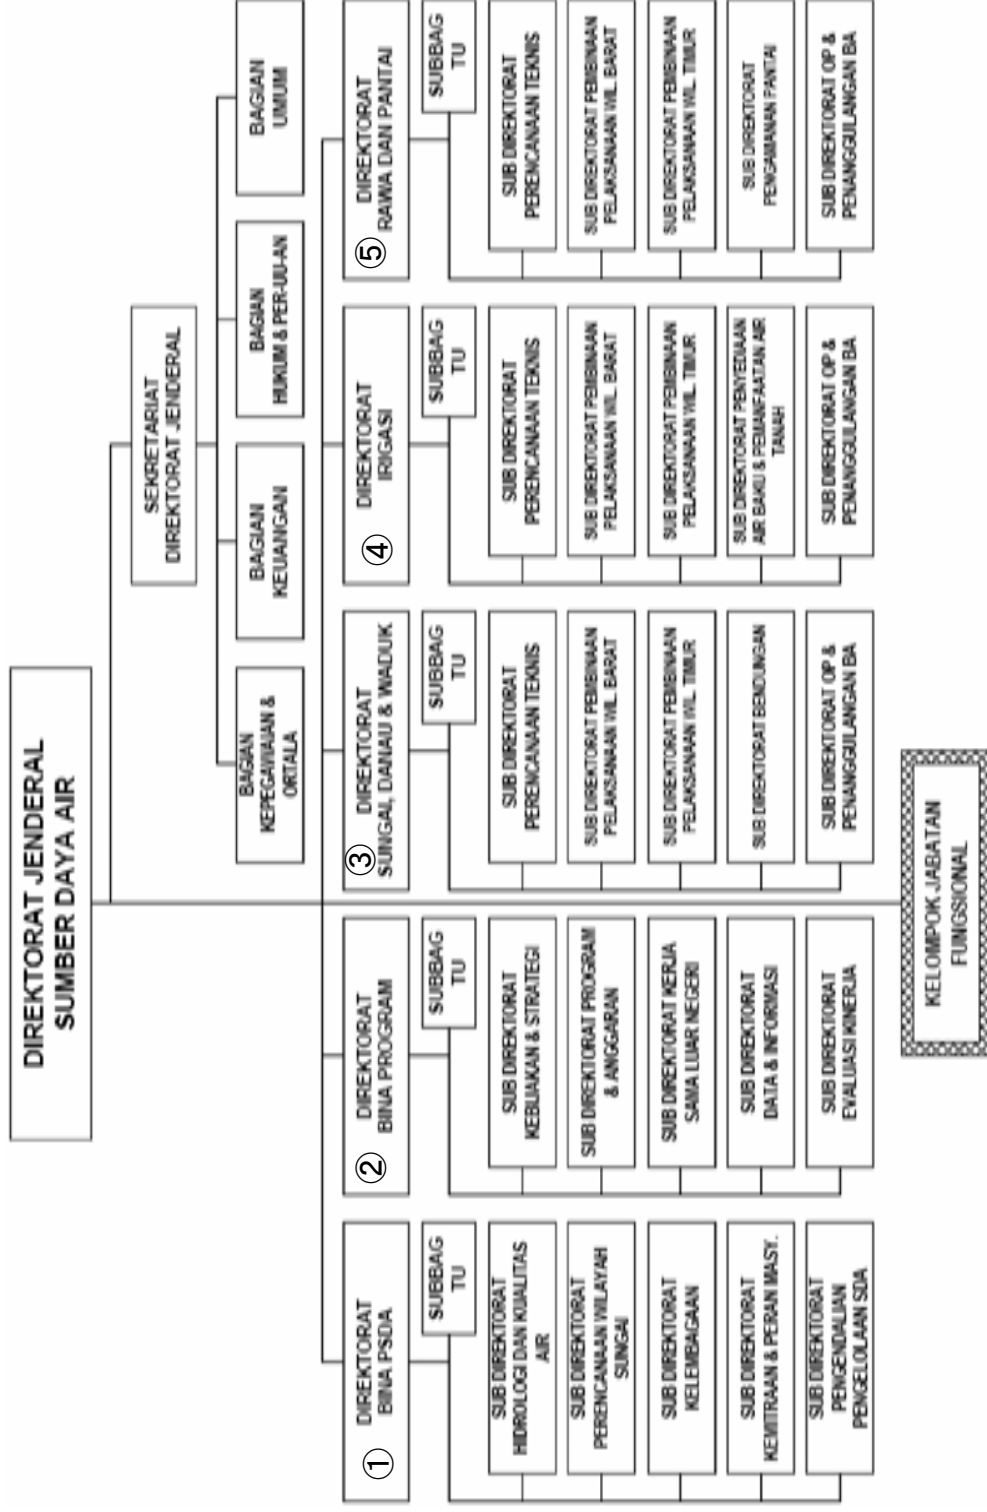 DIREKTORAT JENDERAL
SUMBER DAYA AIR
SEKRETARIAT
DIREKTORAT JENDERAL
BAGIAN
KEPEGAWAIAN &
ORTALA
BAGIAN
KEUANGAN
BAGIAN
HUKUM & PER-UU-AN
BAGIAN
UMUM
①
DIREKTORAT
BINA PSDA
SUBBAG
TU
SUB DIREKTORAT
HIDROLOGI DAN KUALITAS
AIR
SUB DIREKTORAT
PERENCANAAN WILAYAH
SUNGAI
SUB DIREKTORAT
KELEMBAGAAN
SUB DIREKTORAT
KEMITRAAN & PERAN MASY.
SUB DIREKTORAT
PENGENDALIAN
PENGELOLAAN SDA
②
DIREKTORAT
BINA PROGRAM
SUBBAG
TU
SUB DIREKTORAT
KEBIJAKAN & STRATEGI
SUB DIREKTORAT PROGRAM
& ANGGARAN
SUB DIREKTORAT KERJA
SAMA LUAR NEGERI
SUB DIREKTORAT
DATA & INFORMASI
SUB DIREKTORAT
EVALUASI KINERJA
③
DIREKTORAT
SUNGAI, DANAU & WADUK
SUBBAG
TU
SUB DIREKTORAT
PERENCANAAN TEKNIS
SUB DIREKTORAT PEMBINAAN
PELAKSANAAN WIL. BARAT
SUB DIREKTORAT PEMBINAAN
PELAKSANAAN WIL. TIMUR
SUB DIREKTORAT BENDUNGAN
SUB DIREKTORAT OP &
PENANGGULANGAN BA
④
DIREKTORAT
IRIGASI
SUBBAG
TU
SUB DIREKTORAT
PERENCANAAN TEKNIS
SUB DIREKTORAT PEMBINAAN
PELAKSANAAN WIL. BARAT
SUB DIREKTORAT PEMBINAAN
PELAKSANAAN WIL. TIMUR
SUB DIREKTORAT PENYEDIAAN
AIR BAKU & PEMANFAATAN AIR
TANAH
SUB DIREKTORAT OP &
PENANGGULANGAN BA
⑤
DIREKTORAT
RAWA DAN PANTAI
SUBBAG
TU
SUB DIREKTORAT
PERENCANAAN TEKNIS
SUB DIREKTORAT PEMBINAAN
PELAKSANAAN WIL. BARAT
SUB DIREKTORAT PEMBINAAN
PELAKSANAAN WIL. TIMUR
SUB DIREKTORAT
PENGAMANAN PANTAI
SUB DIREKTORAT OP &
PENANGGULANGAN BA
KELOMPOK JABATAN
FUNGSIONAL